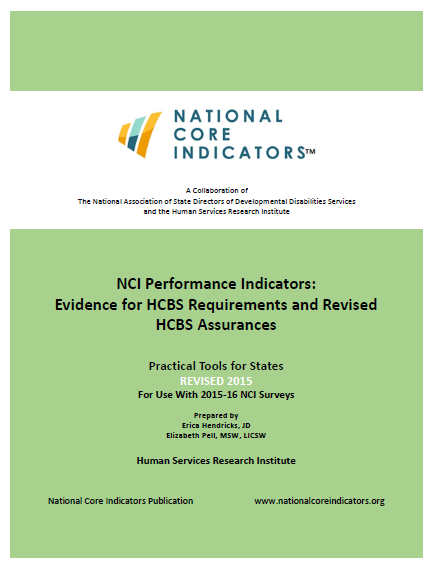 NATIONAL
CORE
INDICATORS™
A Collaboration of
The National Association of State Directors of Developmental Disabilities Services
and the Human Services Research Institute
NCI Performance Indicators:
Evidence for HCBS Requirements and Revised
HCBS Assurances
Practical Tools for States
REVISED 2015
For Use With 2015-16 NCI Surveys
Prepared by
Erica Hendricks, JD
Elizabeth Pell, MSW, LICSW
Human Services Research Institute
National Core Indicators Publication www.nationalcoreindicators.org